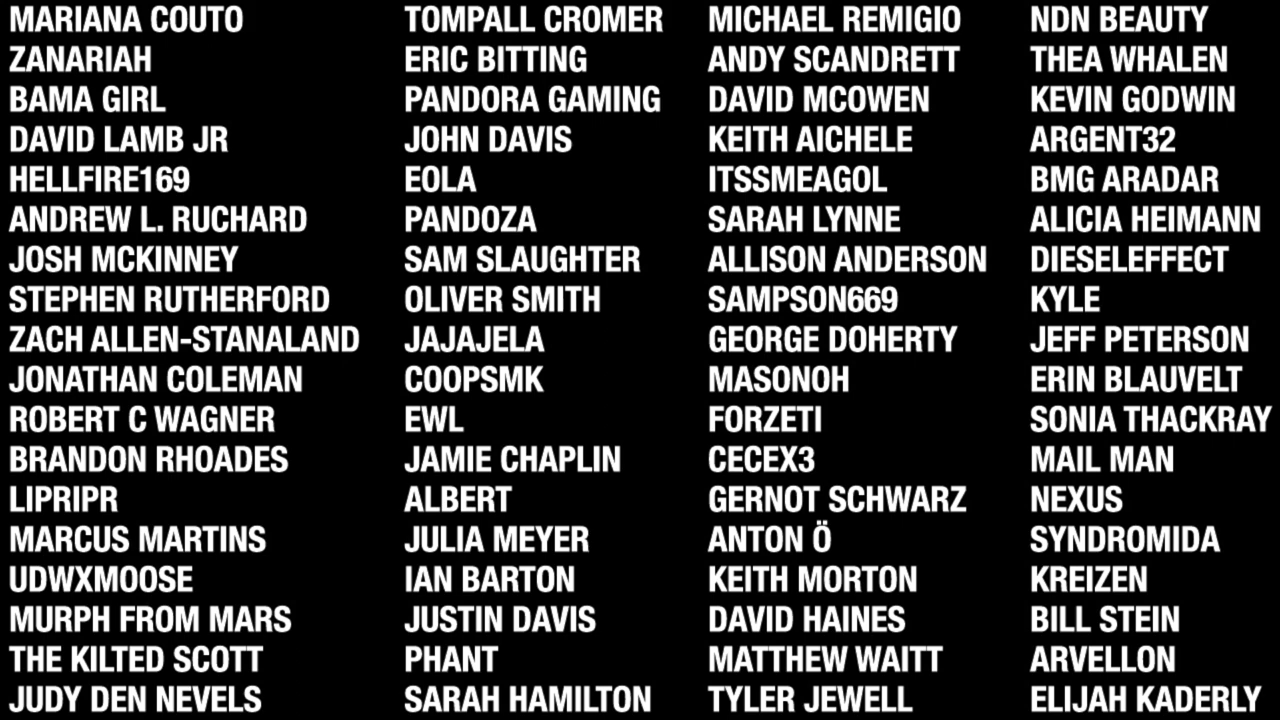 MARIANA COUTO
ZANARIAH
BAMA GIRL
DAVID LAMB JR
HELLFIRE169
ANDREW L. RUCHARD
JOSH MCKINNEY
STEPHEN RUTHERFORD
ZACH ALLEN-STANALAND
JONATHAN COLEMAN
ROBERT C WAGNER
BRANDON RHOADES
LIPRIPR
MARCUS MARTINS
UDWXMOOSE
MURPH FROM MARS
THE KILTED SCOTT
JUDY DEN NEVELS
TOMPALL CROMER
ERIC BITTING
PANDORA GAMING
JOHN DAVIS
EOLA
PANDOZA
SAM SLAUGHTER
OLIVER SMITH
JAJAJELA
COOPSMK
EWL
JAMIE CHAPLIN
ALBERT
JULIA MEYER
IAN BARTON
JUSTIN DAVIS
PHANT
SARAH HAMILTON
MICHAEL REMIGIO
ANDY SCANDRETT
DAVID MCOWEN
KEITH AICHELE
ITSSMEAGOL
SARAH LYNNE
ALLISON ANDERSON
SAMPSON669
GEORGE DOHERTY
MASONOH
FORZETI
CECEX3
GERNOT SCHWARZ
ANTON Ö
KEITH MORTON
DAVID HAINES
MATTHEW WAITT
TYLER JEWELL
NDN BEAUTY
THEA WHALEN
KEVIN GODWIN
ARGENT32
BMG ARADAR
ALICIA HEIMANN
DIESELEFFECT
KYLE
JEFF PETERSON
ERIN BLAUVELT
SONIA THACKRAY
MAIL MAN
NEXUS
SYNDROMIDA
KREIZEN
BILL STEIN
ARVELLON
ELIJAH KADERLY